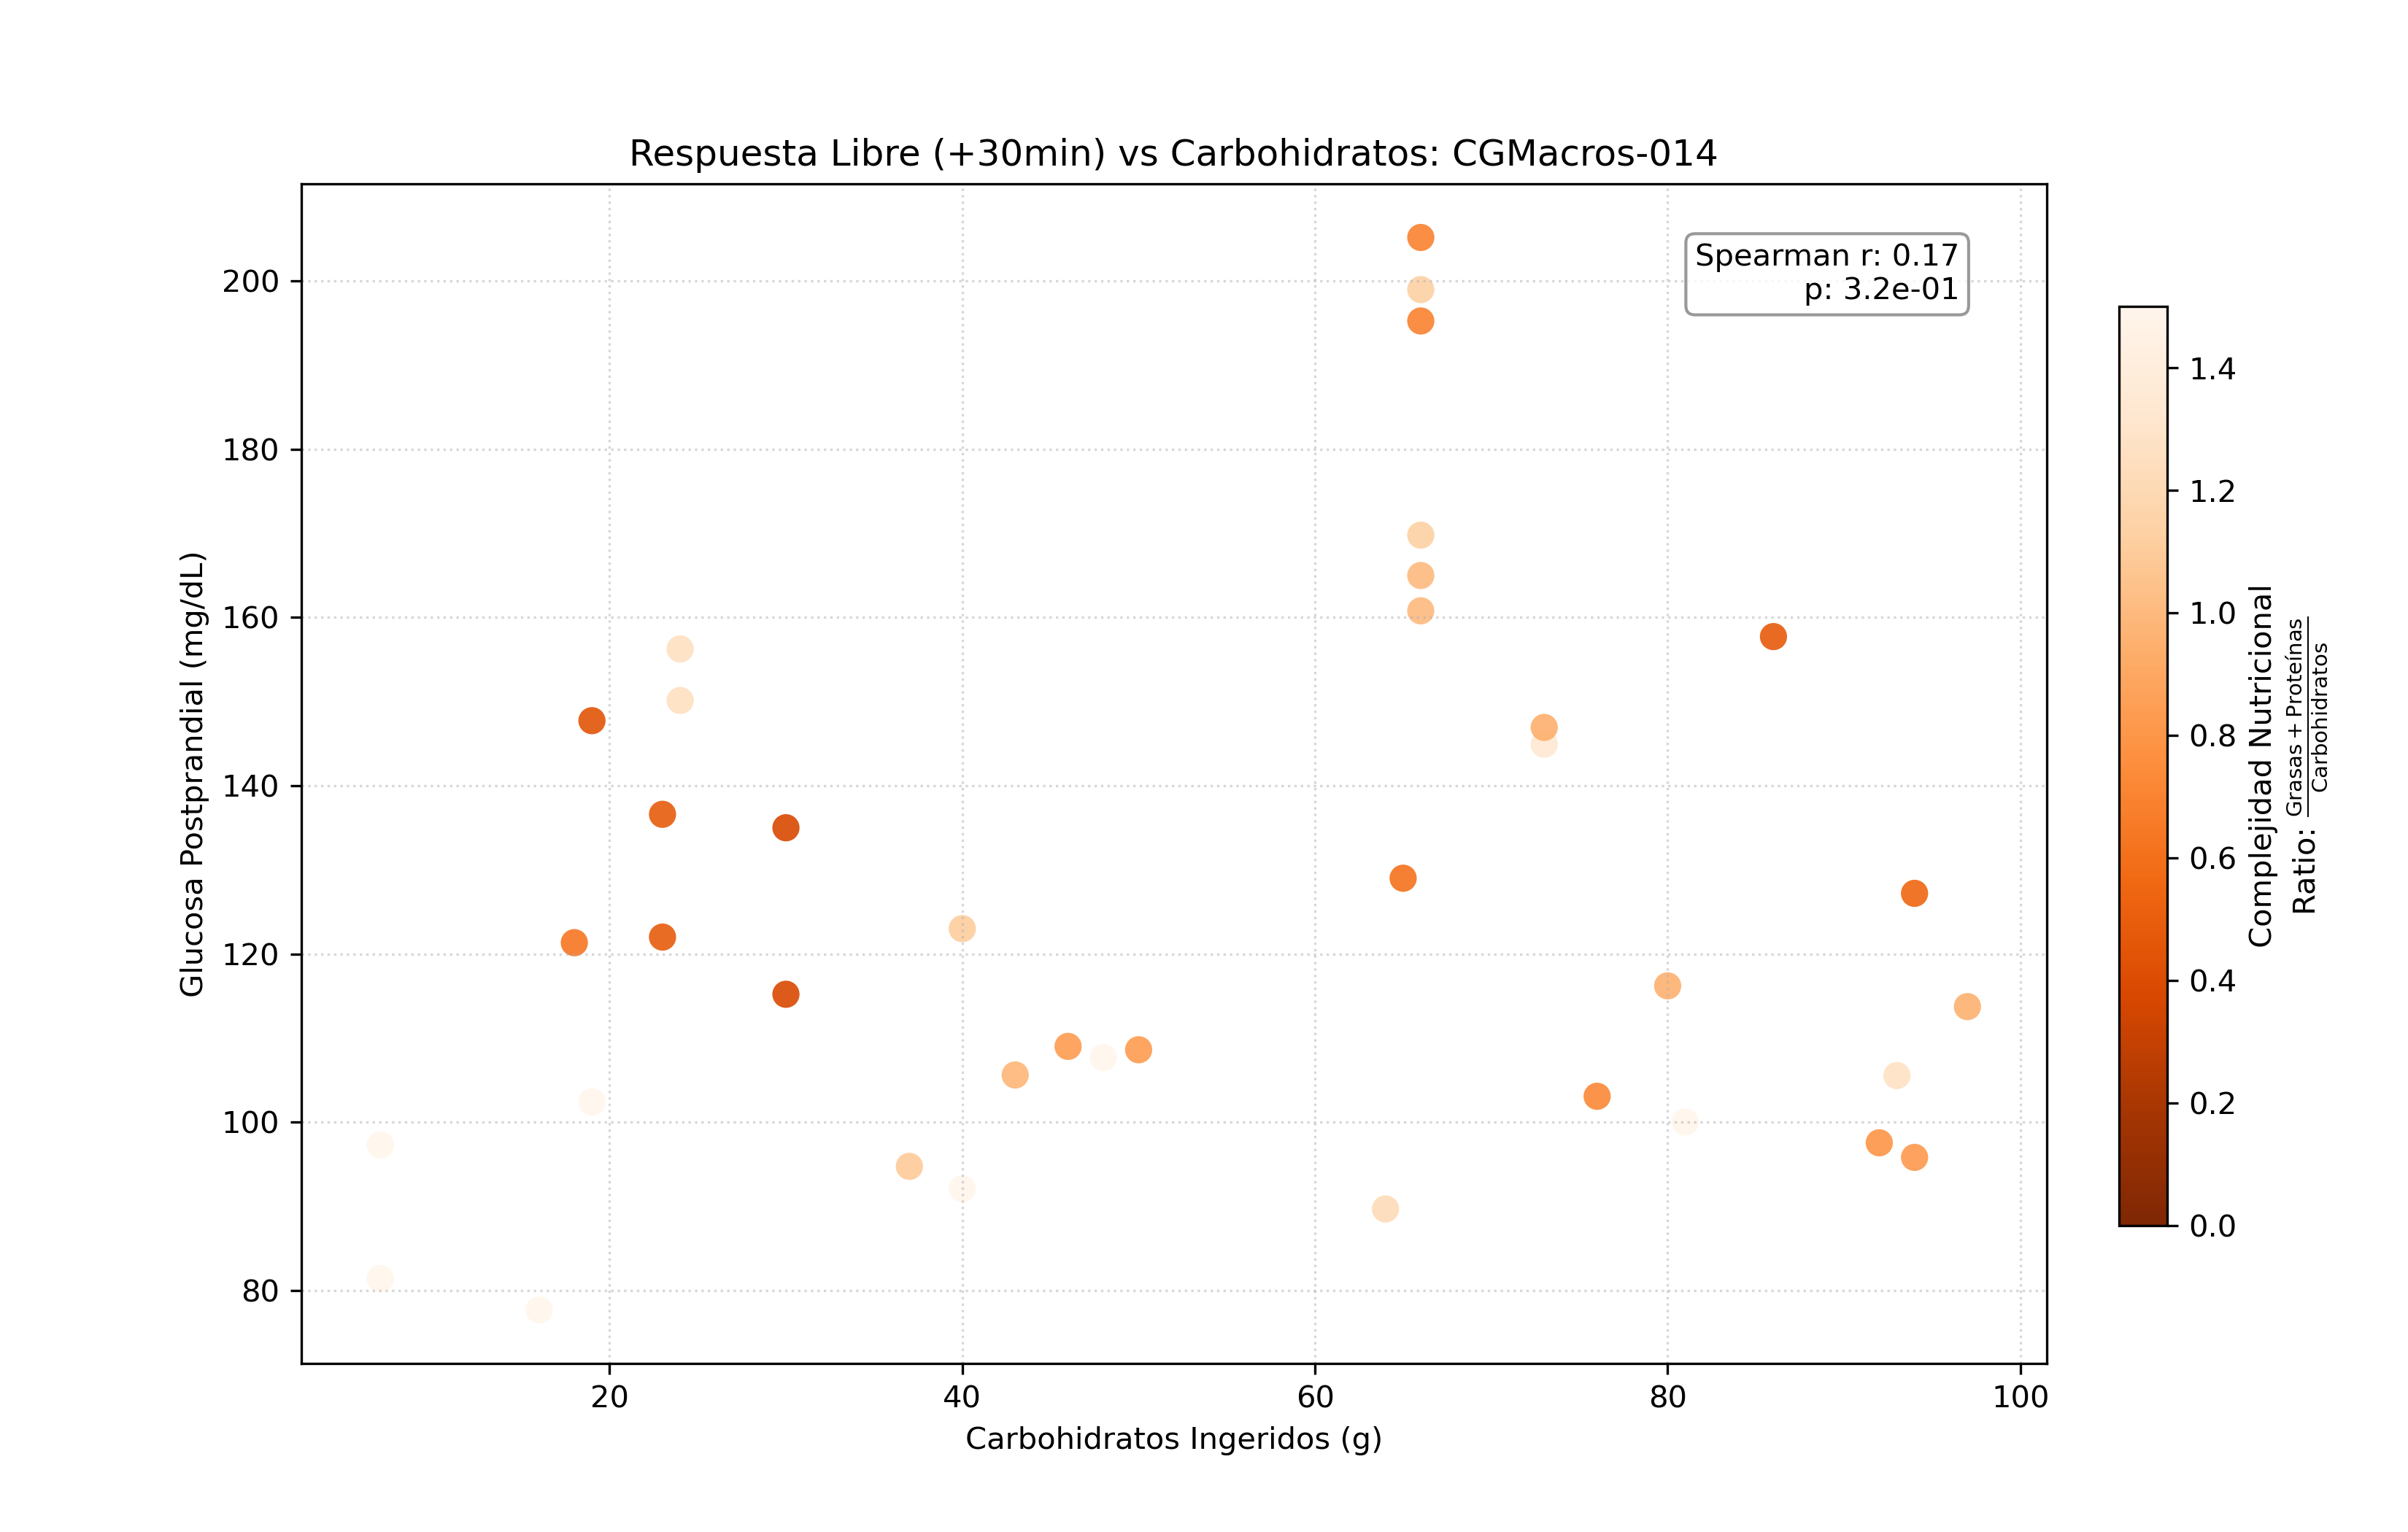 Respuesta Libre (+30min) vs Carbohidratos: CGMacros-014
Spearman r: 0.17
p: 3.2e-01
Glucosa Postprandial (mg/dL)
200
180
160
140
120
100
80
20
40
60
80
100
Carbohidratos Ingeridos (g)
1.4
1.2
1.0
0.8
0.6
0.4
0.2
0.0
Complejidad Nutricional
Ratio: Grasas + Proteínas
Carbohidratos